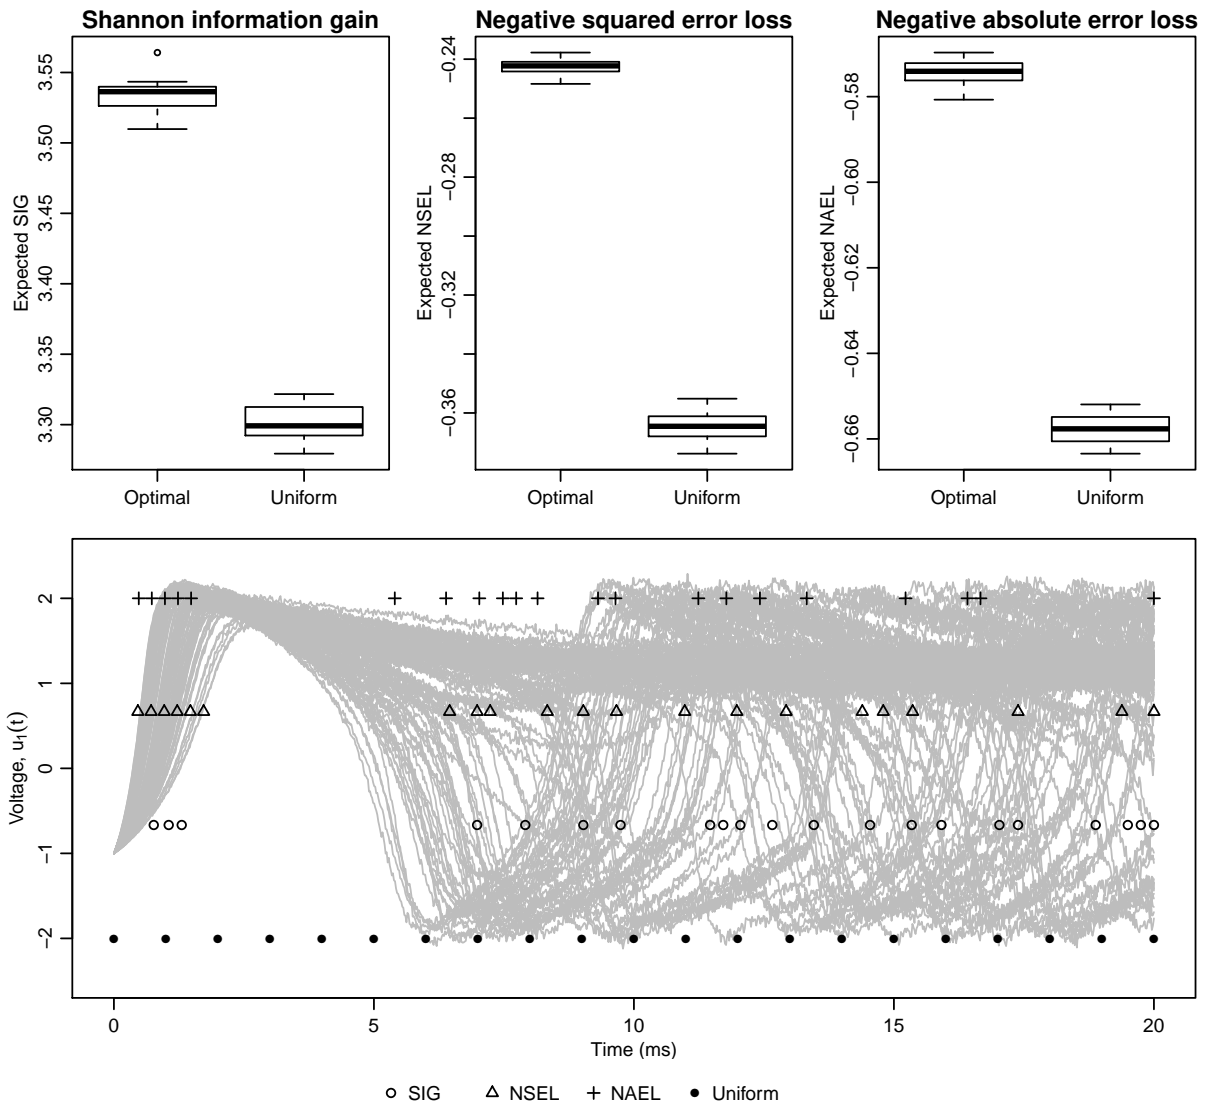 Shannon information gain
Negative squared error loss
Negative absolute error loss
Expected SIG
3.30
3.35
3.40
3.45
3.50
3.55
Optimal
Uniform
Expected NSEL
−0.36
−0.32
−0.28
−0.24
Optimal
Uniform
Expected NAEL
−0.66
−0.64
−0.62
−0.60
−0.58
Optimal
Uniform
Voltage, u₁(t)
2
1
0
−1
−2
0 5 10 15 20
Time (ms)
SIG NSEL NAEL Uniform